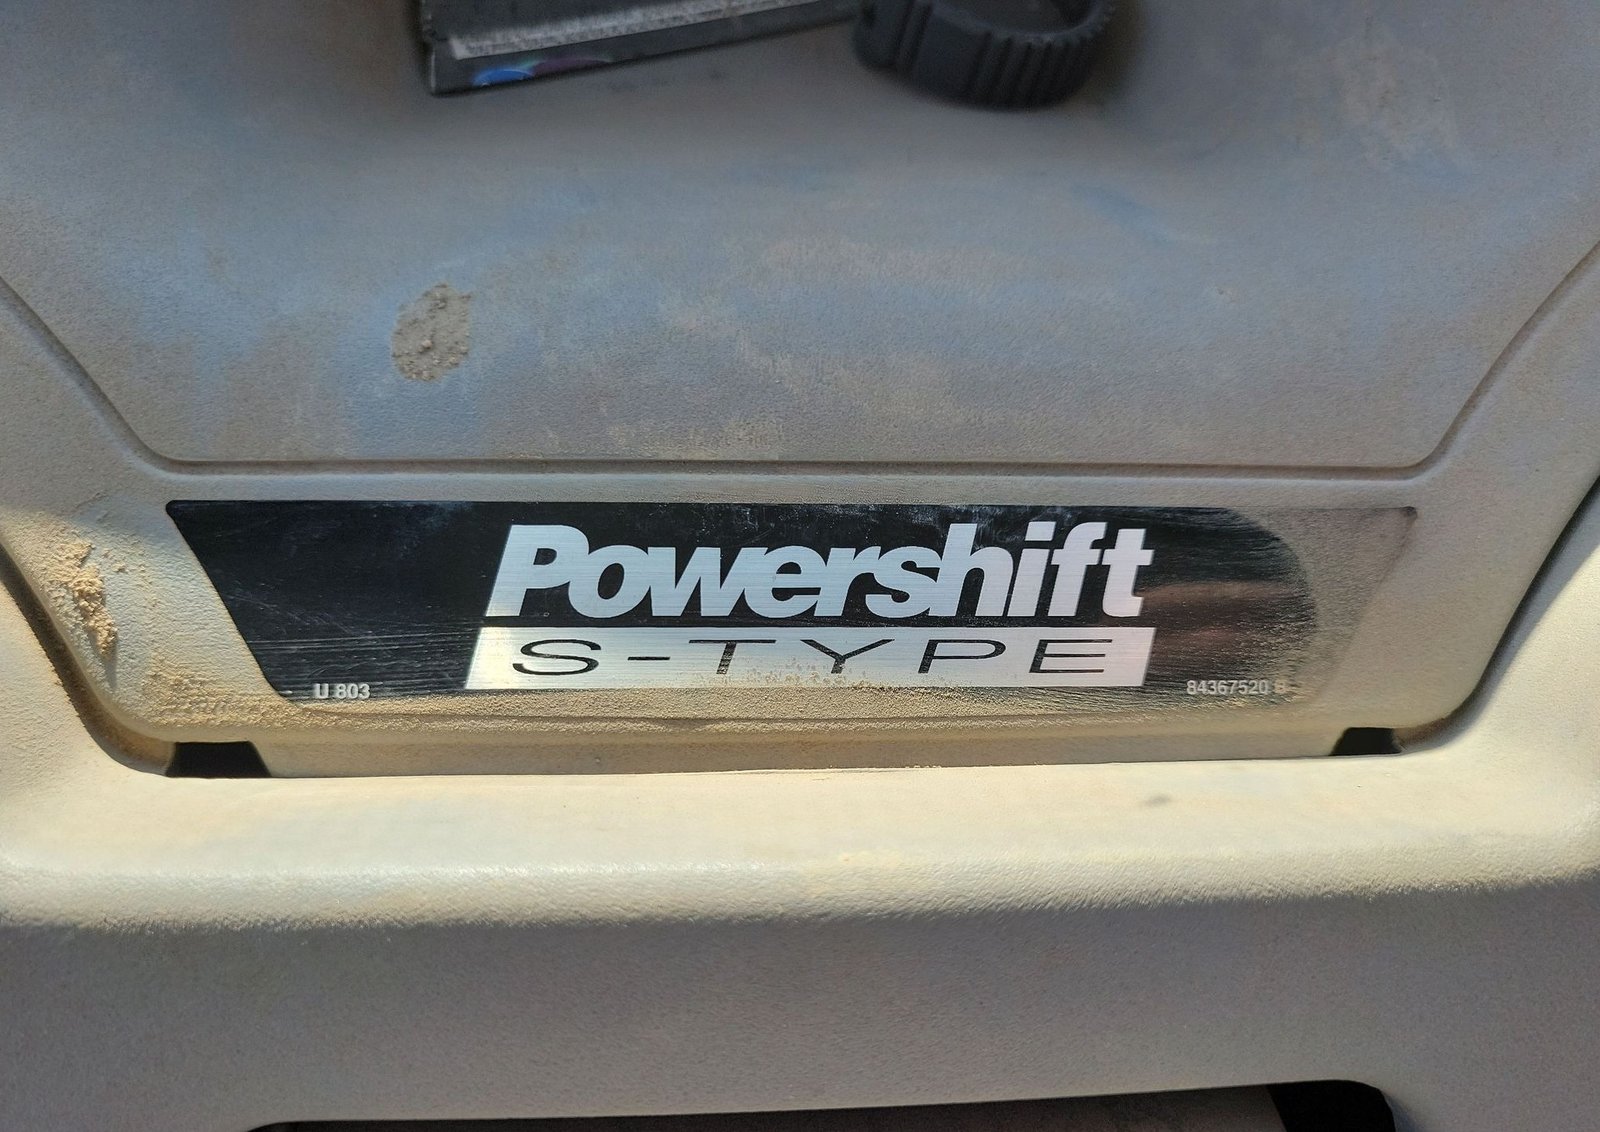 Powershift
S-TYPE
U 803
84367520 B